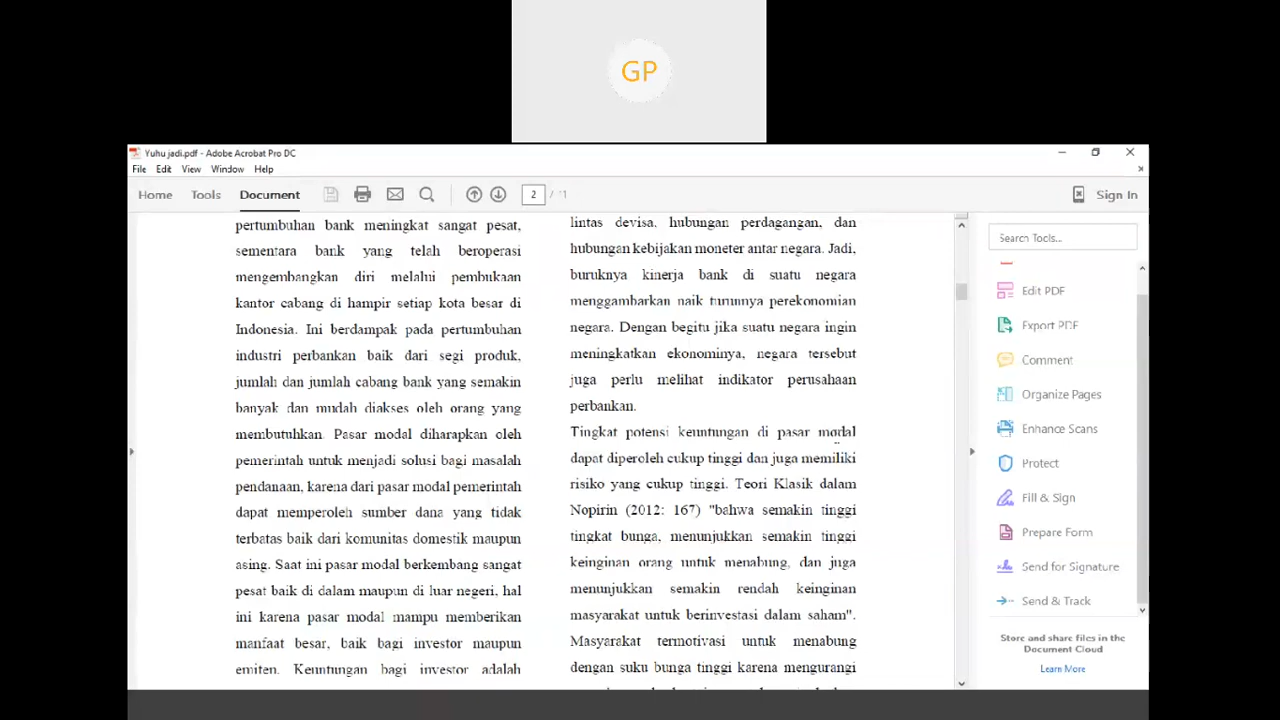 GP
Yuhu jadi.pdf - Adobe Acrobat Pro DC
File Edit View Window Help
Home Tools Document 2 / 11 Sign In
pertumbuhan bank meningkat sangat pesat,
sementara bank yang telah beroperasi
mengembangkan diri melalui pembukaan
kantor cabang di hampir setiap kota besar di
Indonesia. Ini berdampak pada pertumbuhan
industri perbankan baik dari segi produk,
jumlah dan jumlah cabang bank yang semakin
banyak dan mudah diakses oleh orang yang
membutuhkan. Pasar modal diharapkan oleh
pemerintah untuk menjadi solusi bagi masalah
pendanaan, karena dari pasar modal pemerintah
dapat memperoleh sumber dana yang tidak
terbatas baik dari komunitas domestik maupun
asing. Saat ini pasar modal berkembang sangat
pesat baik di dalam maupun di luar negeri, hal
ini karena pasar modal mampu memberikan
manfaat besar, baik bagi investor maupun
emiten. Keuntungan bagi investor adalah
lintas devisa, hubungan perdagangan, dan
hubungan kebijakan moneter antar negara. Jadi,
buruknya kinerja bank di suatu negara
menggambarkan naik turunnya perekonomian
negara. Dengan begitu jika suatu negara ingin
meningkatkan ekonominya, negara tersebut
juga perlu melihat indikator perusahaan
perbankan.
Tingkat potensi keuntungan di pasar modal
dapat diperoleh cukup tinggi dan juga memiliki
risiko yang cukup tinggi. Teori Klasik dalam
Nopirin (2012: 167) "bahwa semakin tinggi
tingkat bunga, menunjukkan semakin tinggi
keinginan orang untuk menabung, dan juga
menunjukkan semakin rendah keinginan
masyarakat untuk berinvestasi dalam saham".
Masyarakat termotivasi untuk menabung
dengan suku bunga tinggi karena mengurangi
Search Tools...
Edit PDF
Export PDF
Comment
Organize Pages
Enhance Scans
Protect
Fill & Sign
Prepare Form
Send for Signature
Send & Track
Store and share files in the
Document Cloud
Learn More